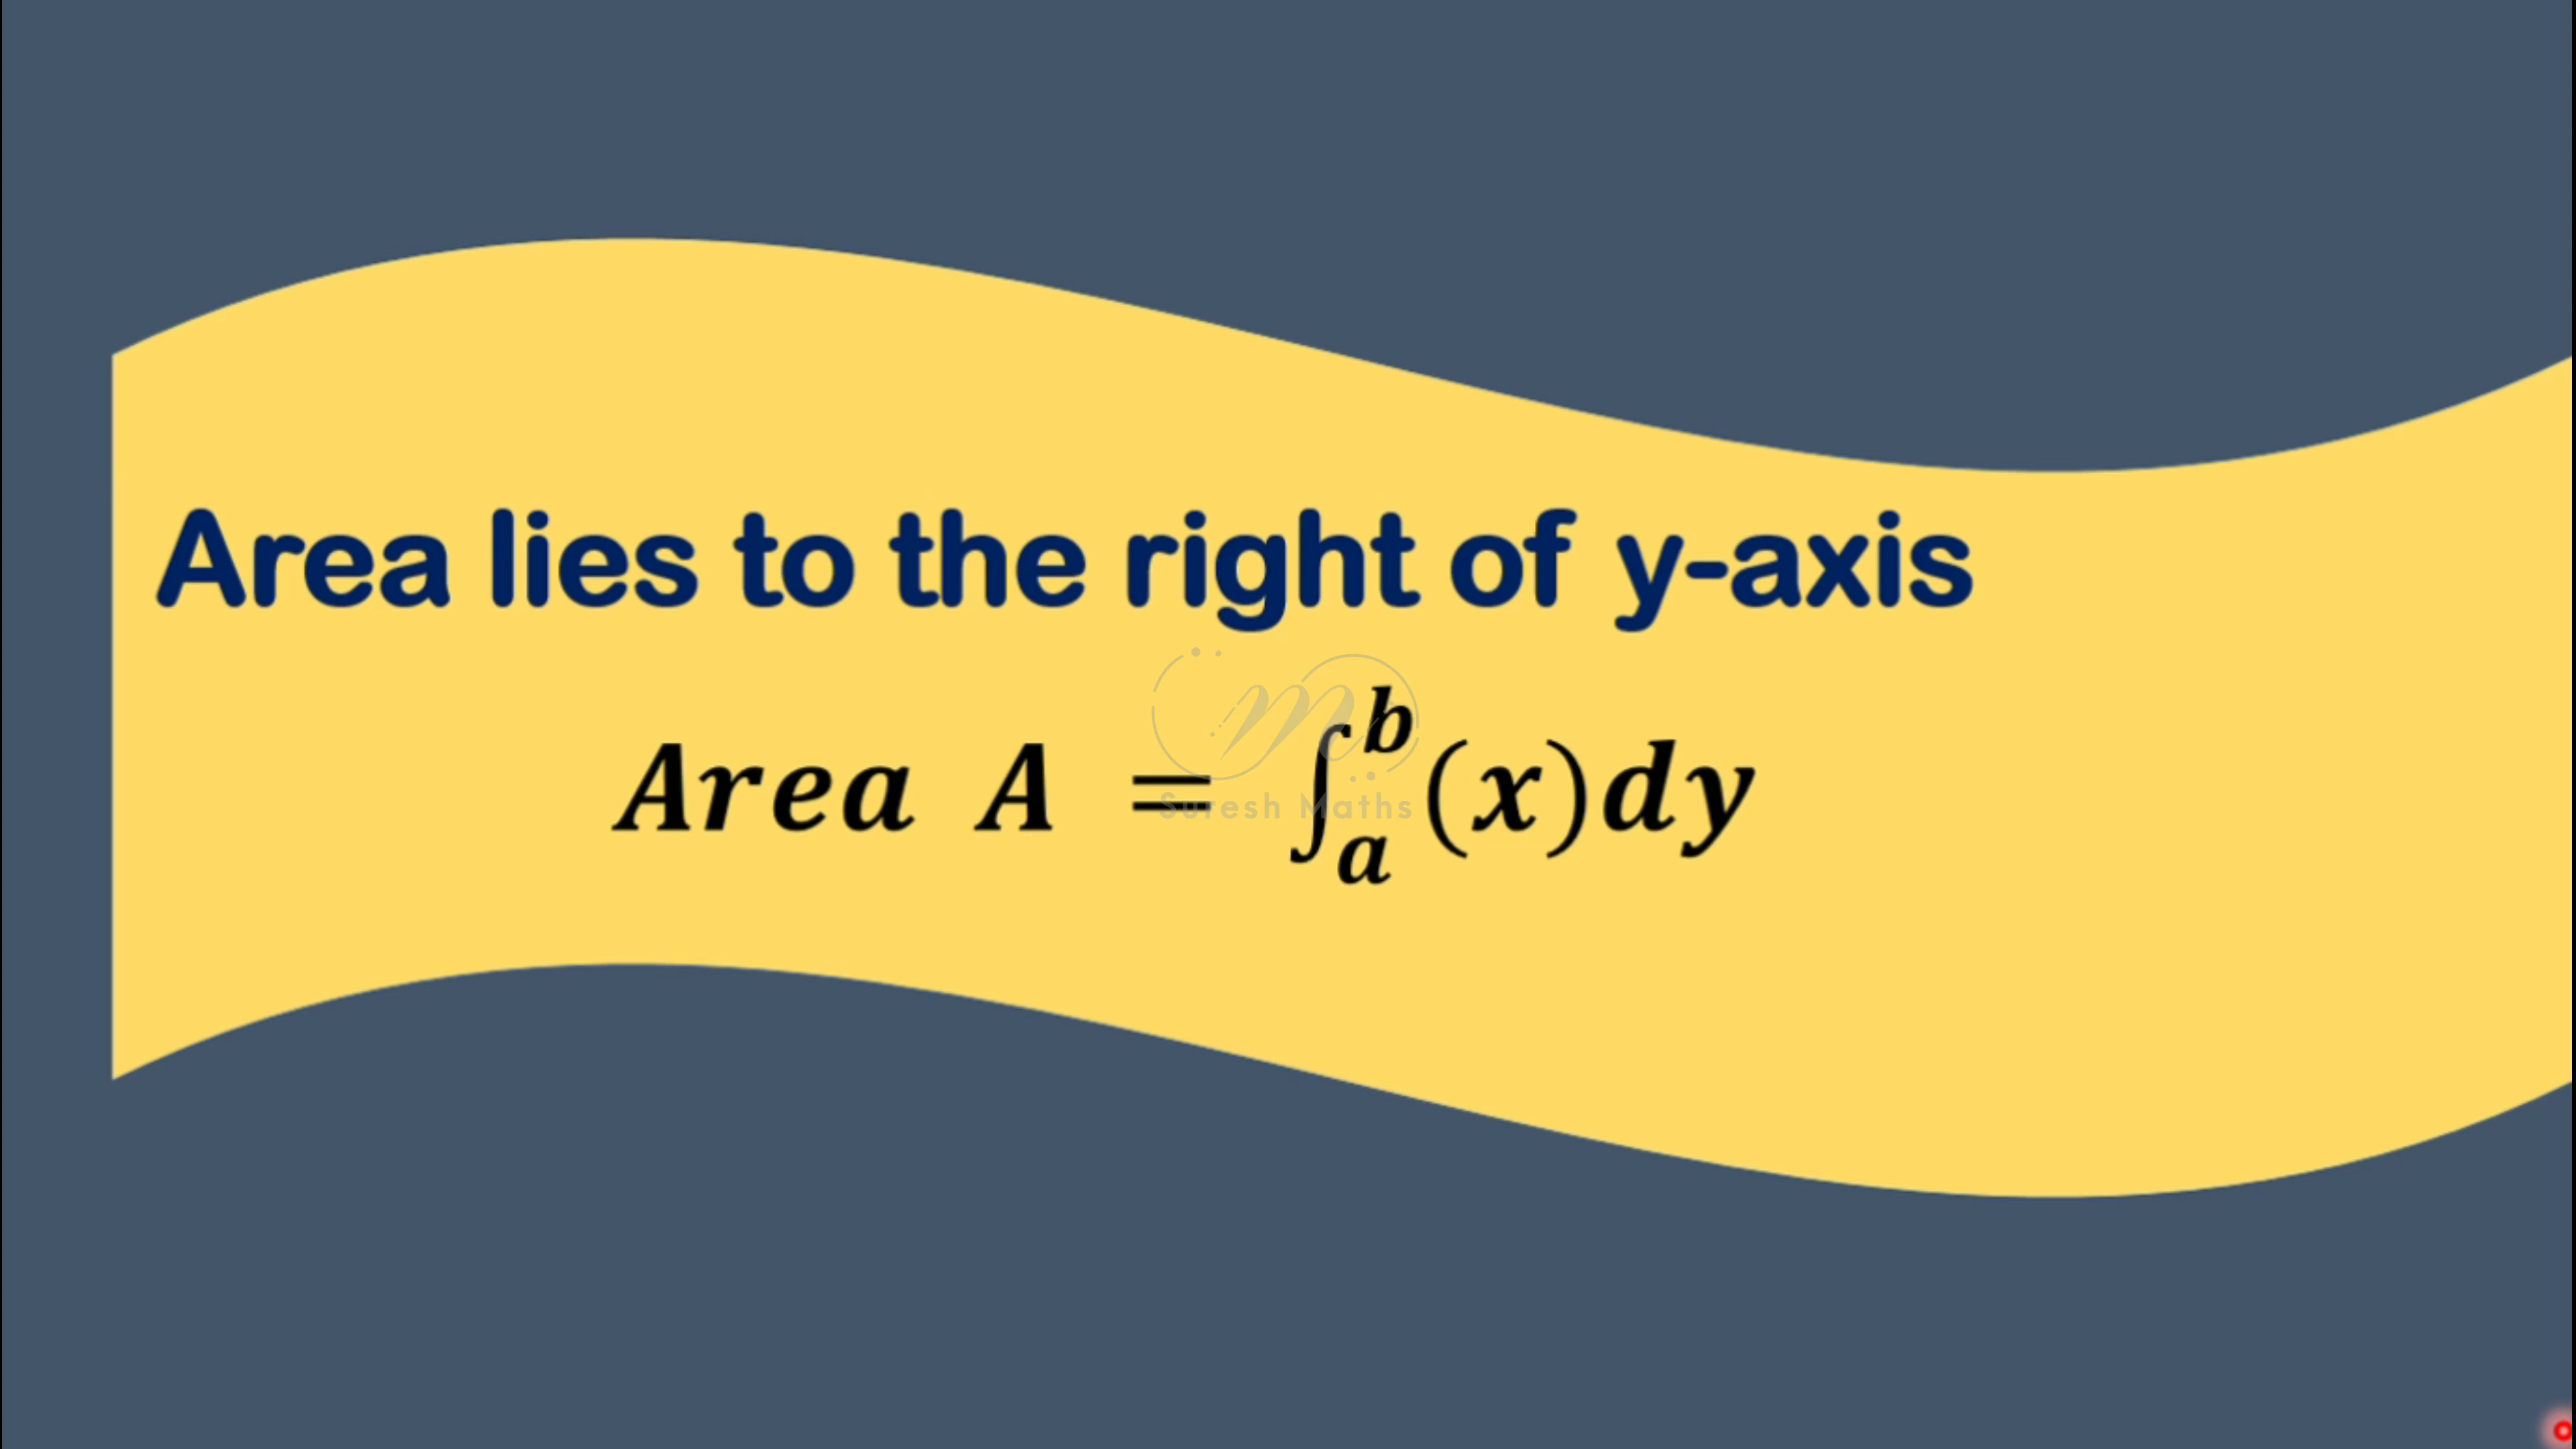 Area lies to the right of y-axis
Area A = ∫ₐᵇ(x)dy
Suresh Maths